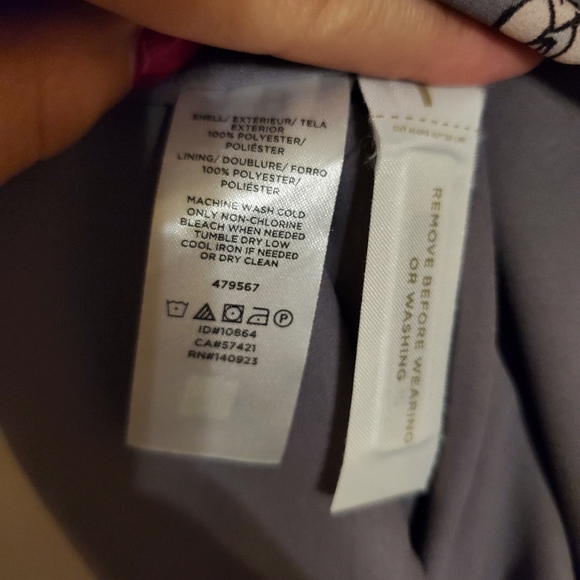 SHELL/ EXTÉRIEUR/ TELA
EXTERIOR
100% POLYESTER/
POLIÉSTER
LINING/ DOUBLURE/ FORRO
100% POLYESTER/
POLIÉSTER
MACHINE WASH COLD
ONLY NON-CHLORINE
BLEACH WHEN NEEDED
TUMBLE DRY LOW
COOL IRON IF NEEDED
OR DRY CLEAN
479567
P
ID#10864
CA#57421
RN#140923
REMOVE BEFORE WEARING
OR WASHING